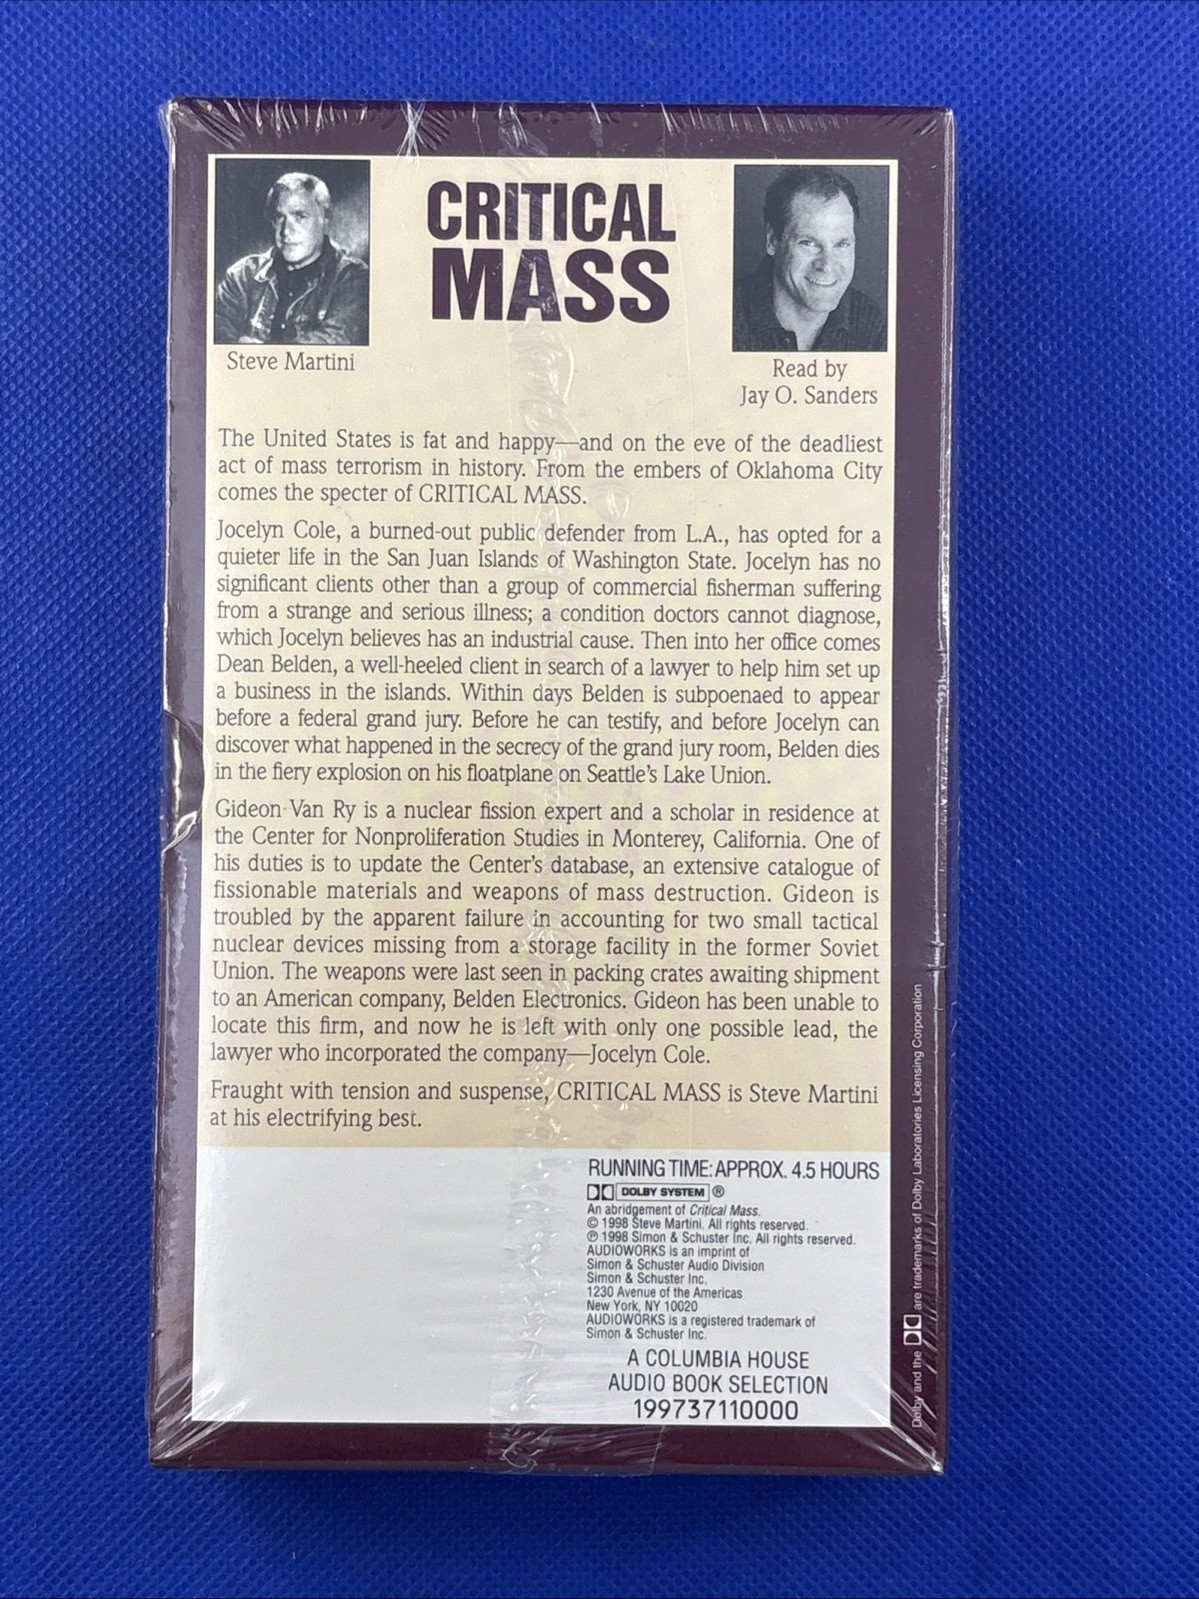 CRITICAL
MASS
Steve Martini
Read by
Jay O. Sanders
The United States is fat and happy—and on the eve of the deadliest
act of mass terrorism in history. From the embers of Oklahoma City
comes the specter of CRITICAL MASS.
Jocelyn Cole, a burned-out public defender from L.A., has opted for a
quieter life in the San Juan Islands of Washington State. Jocelyn has no
significant clients other than a group of commercial fisherman suffering
from a strange and serious illness; a condition doctors cannot diagnose,
which Jocelyn believes has an industrial cause. Then into her office comes
Dean Belden, a well-heeled client in search of a lawyer to help him set up
a business in the islands. Within days Belden is subpoenaed to appear
before a federal grand jury. Before he can testify, and before Jocelyn can
discover what happened in the secrecy of the grand jury room, Belden dies
in the fiery explosion on his floatplane on Seattle's Lake Union.
Gideon Van Ry is a nuclear fission expert and a scholar in residence at
the Center for Nonproliferation Studies in Monterey, California. One of
his duties is to update the Center's database, an extensive catalogue of
fissionable materials and weapons of mass destruction. Gideon is
troubled by the apparent failure in accounting for two small tactical
nuclear devices missing from a storage facility in the former Soviet
Union. The weapons were last seen in packing crates awaiting shipment
to an American company, Belden Electronics. Gideon has been unable to
locate this firm, and now he is left with only one possible lead, the
lawyer who incorporated the company—Jocelyn Cole.
Fraught with tension and suspense, CRITICAL MASS is Steve Martini
at his electrifying best.
RUNNING TIME: APPROX. 4.5 HOURS
DOLBY SYSTEM ®
An abridgement of Critical Mass.
© 1998 Steve Martini. All rights reserved.
℗ 1998 Simon & Schuster Inc. All rights reserved.
AUDIOWORKS is an imprint of
Simon & Schuster Audio Division
Simon & Schuster Inc.
1230 Avenue of the Americas
New York, NY 10020
AUDIOWORKS is a registered trademark of
Simon & Schuster Inc.
A COLUMBIA HOUSE
AUDIO BOOK SELECTION
199737110000
Dolby and the are trademarks of Dolby Laboratories Licensing Corporation